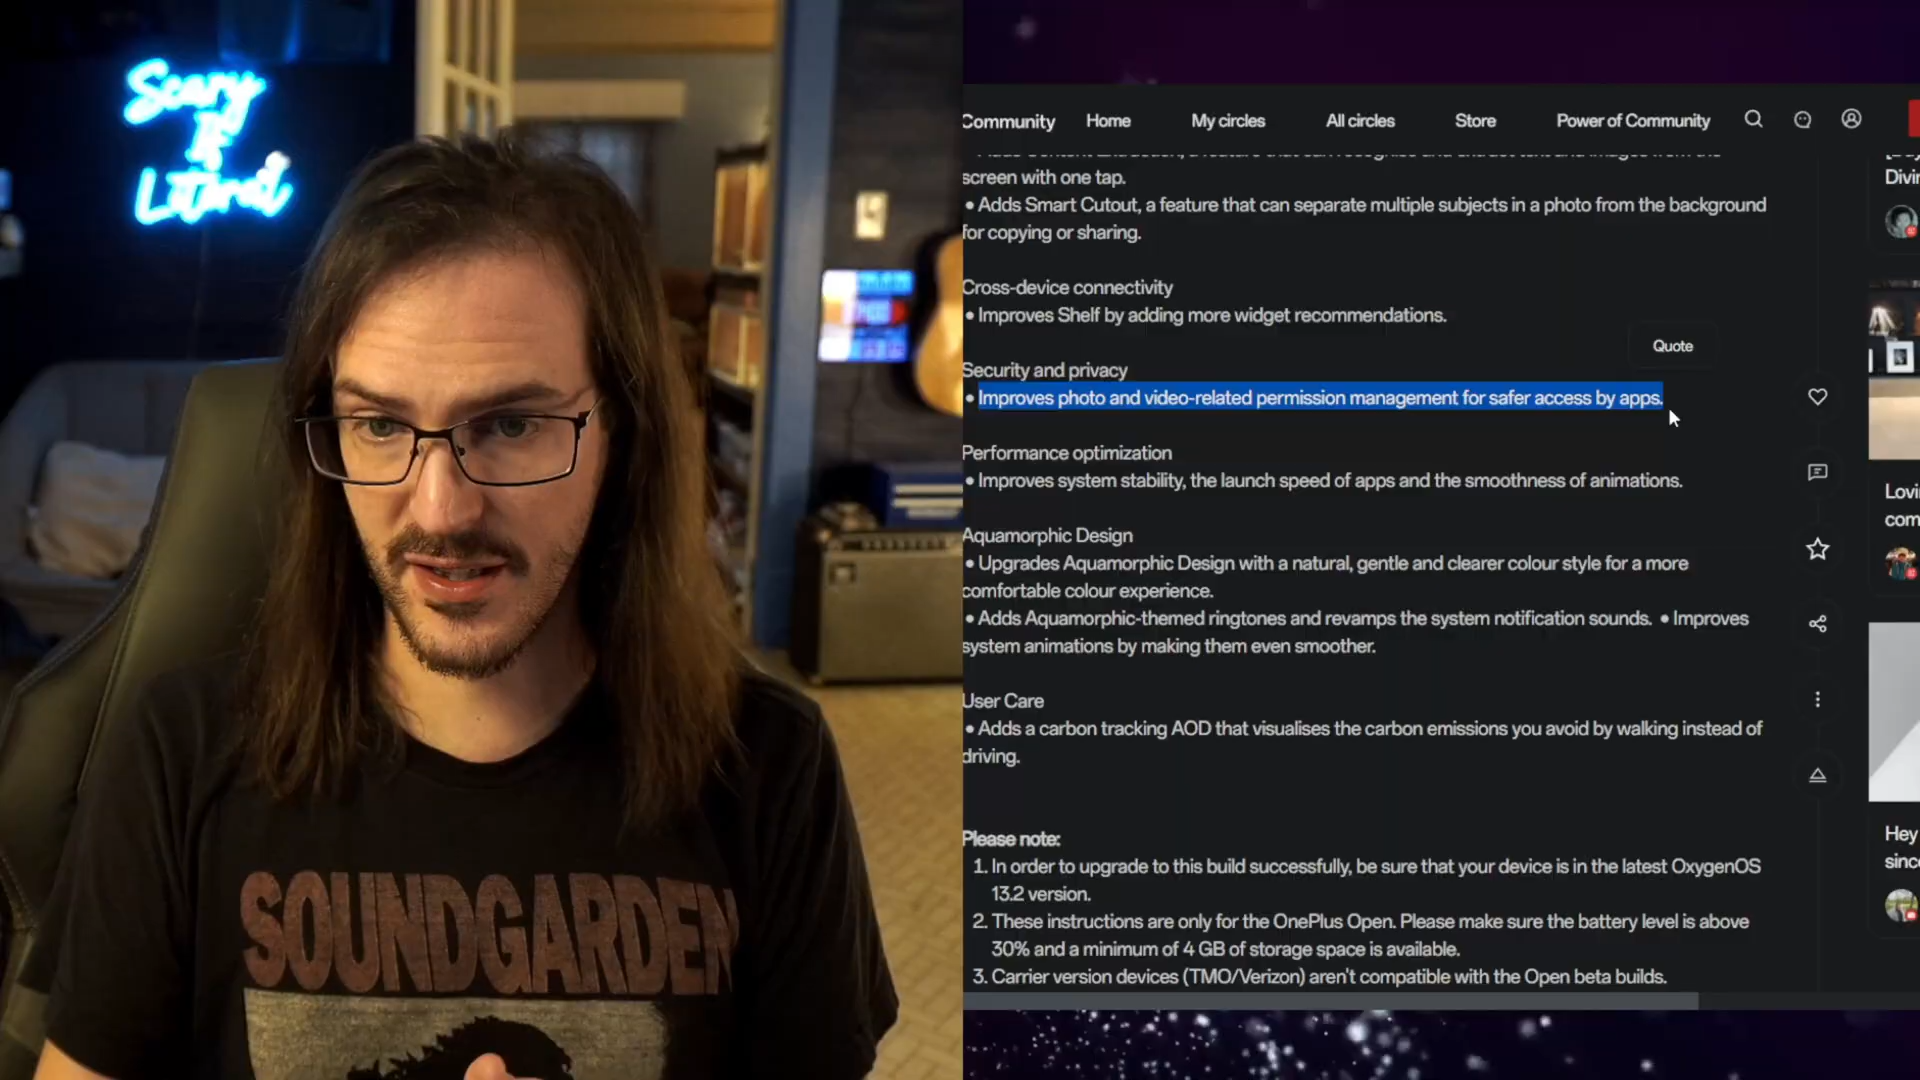 Scary
Is
Literal
SOUNDGARDEN
Community Home My circles All circles Store Power of Community
screen with one tap.
• Adds Smart Cutout, a feature that can separate multiple subjects in a photo from the background
for copying or sharing.
Cross-device connectivity
• Improves Shelf by adding more widget recommendations.
Quote
Security and privacy
• Improves photo and video-related permission management for safer access by apps.
Performance optimization
• Improves system stability, the launch speed of apps and the smoothness of animations.
Aquamorphic Design
• Upgrades Aquamorphic Design with a natural, gentle and clearer colour style for a more
comfortable colour experience.
• Adds Aquamorphic-themed ringtones and revamps the system notification sounds. • Improves
system animations by making them even smoother.
User Care
• Adds a carbon tracking AOD that visualises the carbon emissions you avoid by walking instead of
driving.
Please note:
1. In order to upgrade to this build successfully, be sure that your device is in the latest OxygenOS
13.2 version.
2. These instructions are only for the OnePlus Open. Please make sure the battery level is above
30% and a minimum of 4 GB of storage space is available.
3. Carrier version devices (TMO/Verizon) aren't compatible with the Open beta builds.
Hey